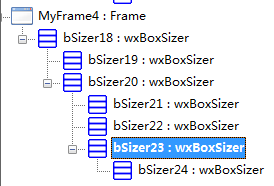 MyFrame4 : Frame
bSizer18 : wxBoxSizer
bSizer19 : wxBoxSizer
bSizer20 : wxBoxSizer
bSizer21 : wxBoxSizer
bSizer22 : wxBoxSizer
bSizer23 : wxBoxSizer
bSizer24 : wxBoxSizer